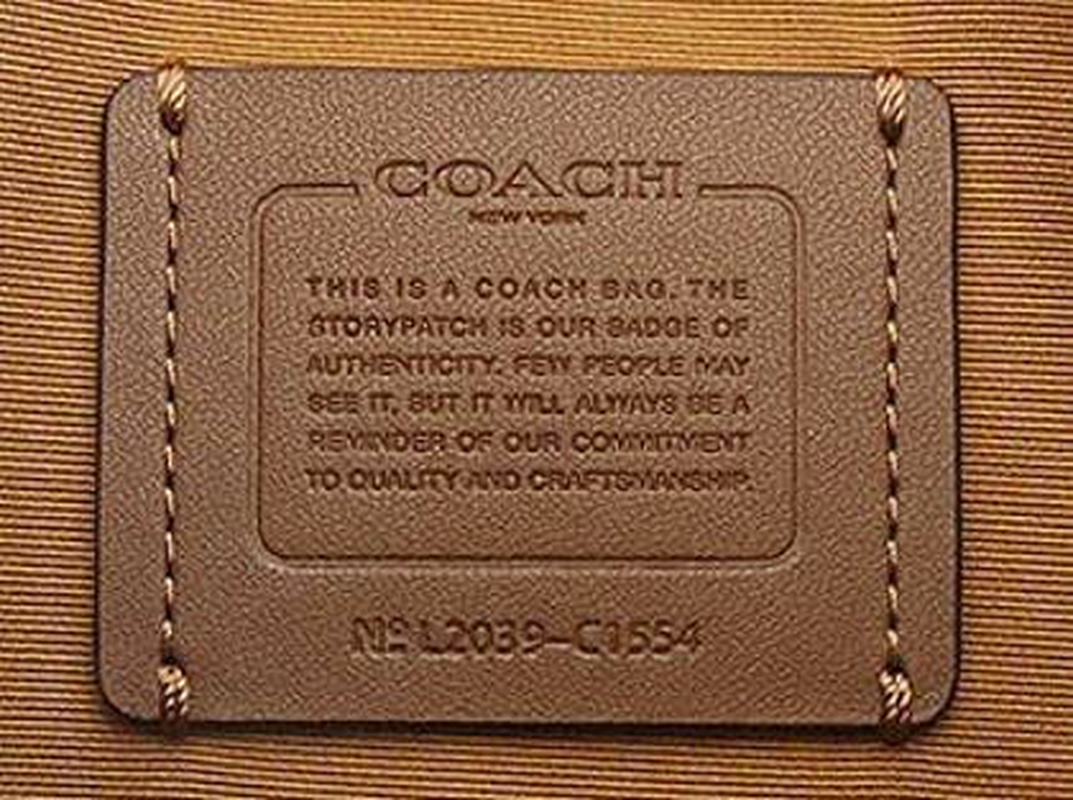 COACH
NEW YORK
THIS IS A COACH BAG. THE
STORYPATCH IS OUR BADGE OF
AUTHENTICITY. FEW PEOPLE MAY
SEE IT, BUT IT WILL ALWAYS BE A
REMINDER OF OUR COMMITMENT
TO QUALITY AND CRAFTSMANSHIP.
Nº L2039-C1554